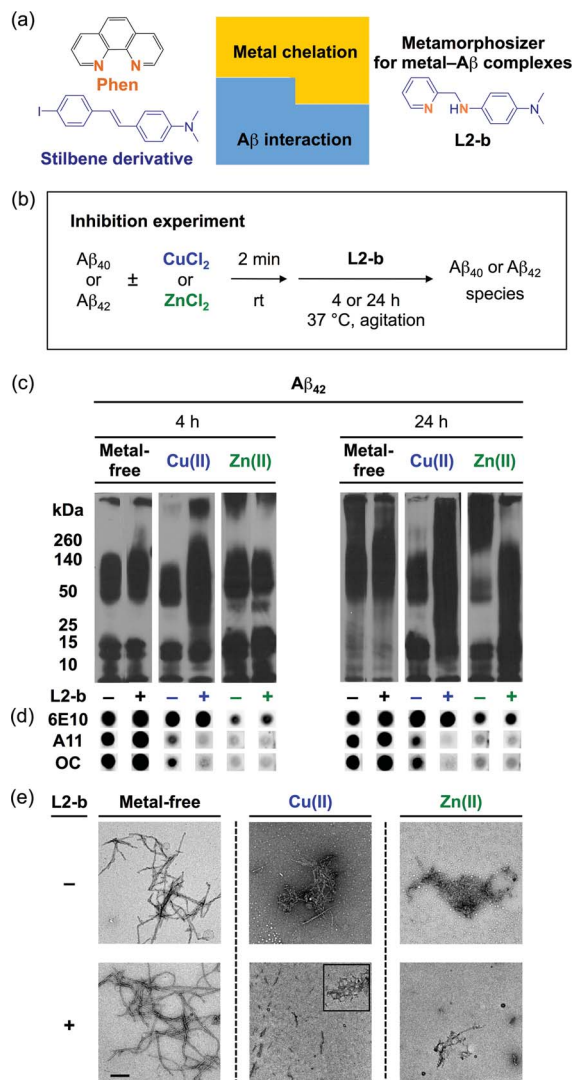 (a)
N N
Phen
I N
Stilbene derivative
Metal chelation
Aβ interaction
Metamorphosizer
for metal–Aβ complexes
N HN N
L2-b
(b)
Inhibition experiment
Aβ40
or
Aβ42
±
CuCl2
or
ZnCl2
2 min
rt
L2-b
4 or 24 h
37 °C, agitation
Aβ40 or Aβ42
species
(c)
Aβ42
4 h 24 h
Metal-
free Cu(II) Zn(II) Metal-
free Cu(II) Zn(II)
kDa
260
140
50
25
15
10
L2-b – + – + – + – + – + – +
(d) 6E10
A11
OC
(e)
L2-b Metal-free Cu(II) Zn(II)
–
+